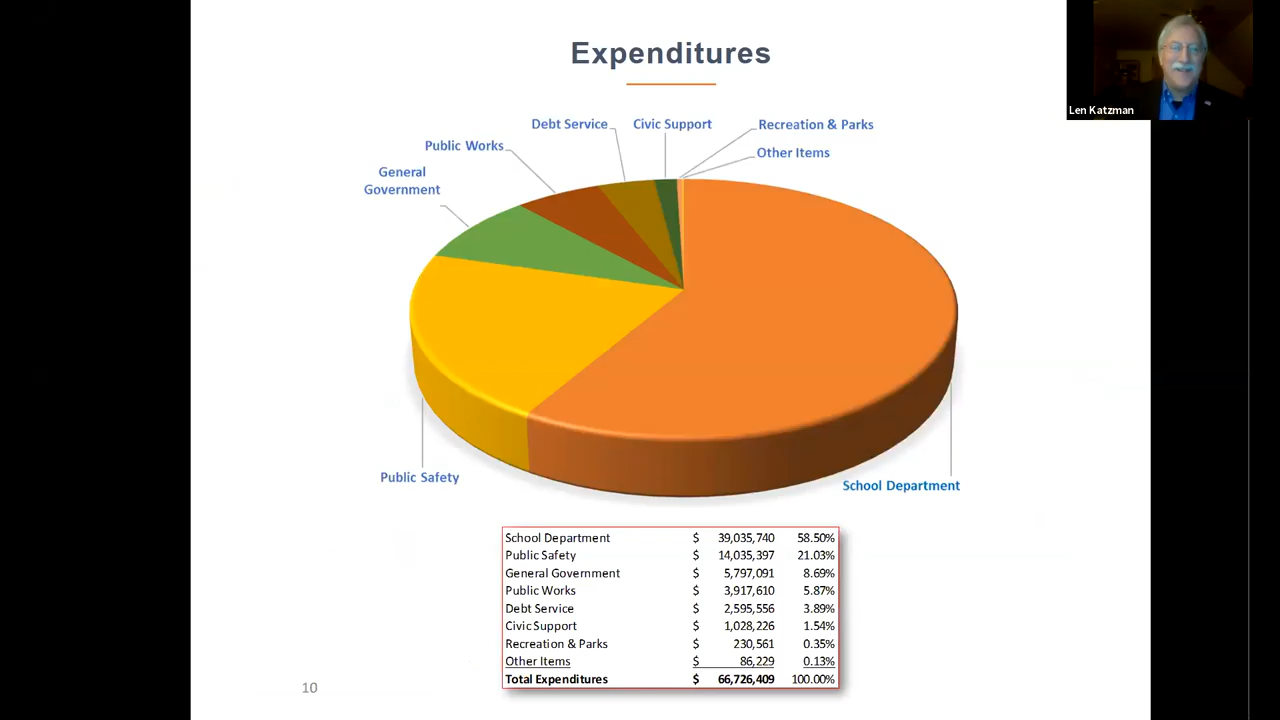 Expenditures
Len Katzman
Debt Service
Civic Support
Recreation & Parks
Public Works
Other Items
General
Government
Public Safety
School Department
School Department $ 39,035,740 58.50%
Public Safety $ 14,035,397 21.03%
General Government $ 5,797,091 8.69%
Public Works $ 3,917,610 5.87%
Debt Service $ 2,595,556 3.89%
Civic Support $ 1,028,226 1.54%
Recreation & Parks $ 230,561 0.35%
Other Items $ 86,229 0.13%
Total Expenditures $ 66,726,409 100.00%
10